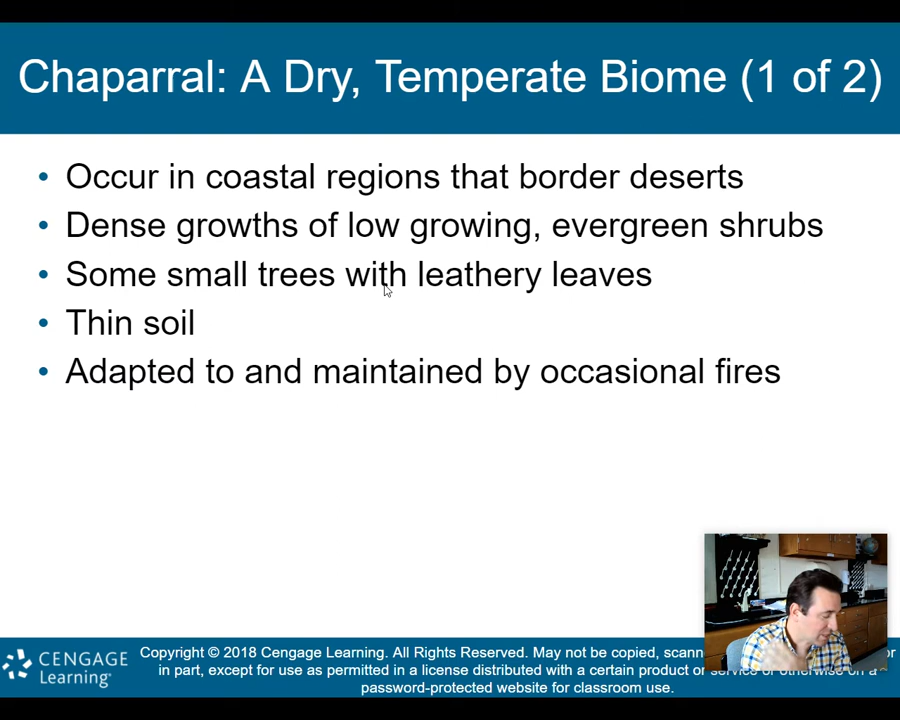 Chaparral: A Dry, Temperate Biome (1 of 2)
• Occur in coastal regions that border deserts
• Dense growths of low growing, evergreen shrubs
• Some small trees with leathery leaves
• Thin soil
• Adapted to and maintained by occasional fires
CENGAGE
Learning
Copyright © 2018 Cengage Learning. All Rights Reserved. May not be copied, or
in part, except for use as permitted in a license distributed with a certain product or service or otherwise on a
password-protected website for classroom use.